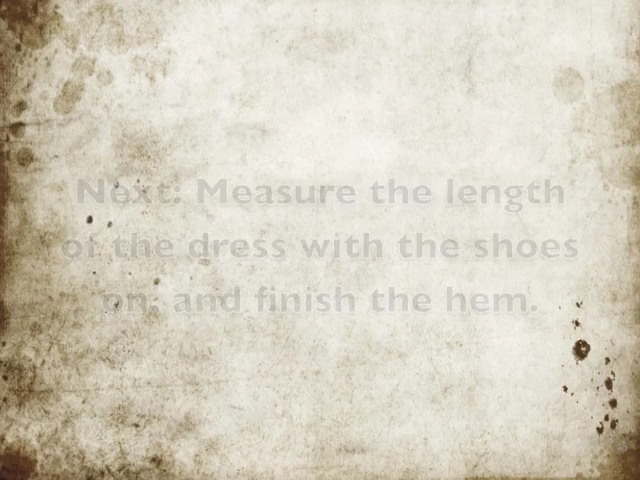 Next: Measure the length
of the dress with the shoes
on; and finish the hem.